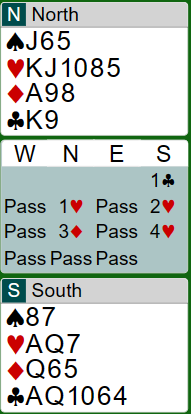 N North
♠J65
♥KJ1085
♦A98
♣K9
W N E S
1♣
Pass 1♥ Pass 2♥
Pass 3♦ Pass 4♥
Pass Pass Pass
S South
♠87
♥AQ7
♦Q65
♣AQ1064